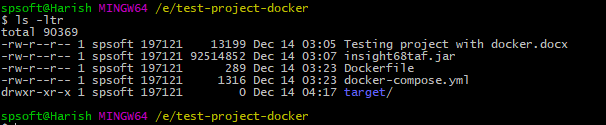 spsoft@Harish MINGW64 /e/test-project-docker
$ ls -ltr
total 90369
-rw-r--r-- 1 spsoft 197121    13199 Dec 14 03:05 Testing project with docker.docx
-rw-r--r-- 1 spsoft 197121 92514852 Dec 14 03:07 insight68taf.jar
-rw-r--r-- 1 spsoft 197121      289 Dec 14 03:23 Dockerfile
-rw-r--r-- 1 spsoft 197121     1316 Dec 14 03:23 docker-compose.yml
drwxr-xr-x 1 spsoft 197121        0 Dec 14 04:17 target/
spsoft@Harish MINGW64 /e/test-project-docker